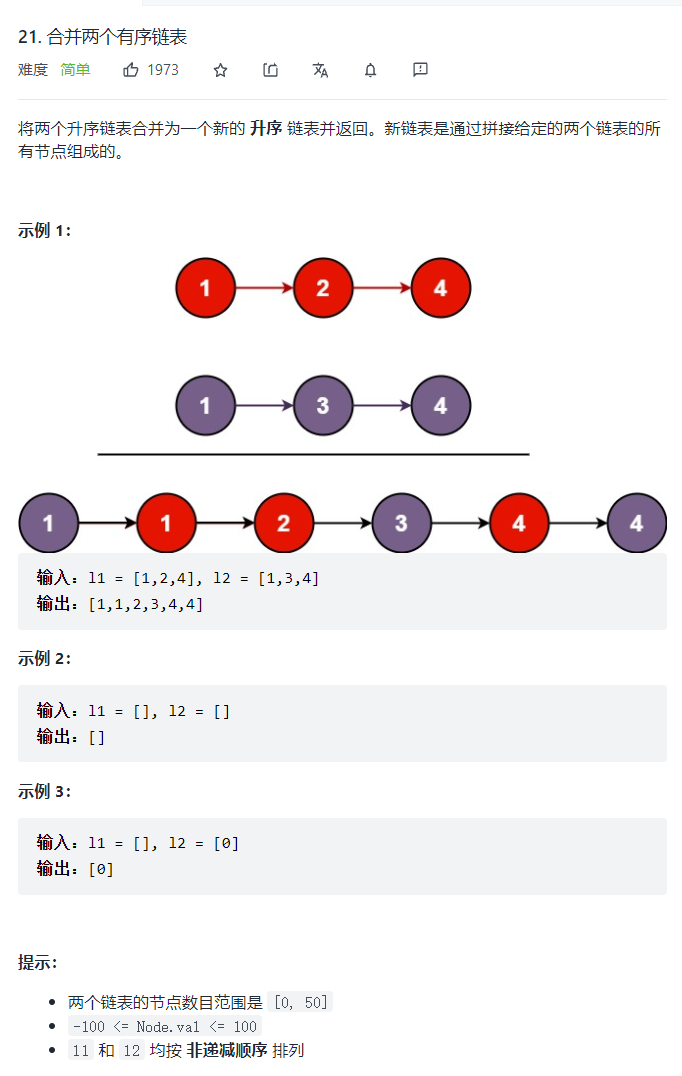 21. 合并两个有序链表
难度 简单 1973
将两个升序链表合并为一个新的 升序 链表并返回。新链表是通过拼接给定的两个链表的所
有节点组成的。
示例 1：
1 2 4
1 3 4
1 1 2 3 4 4
输入：l1 = [1,2,4], l2 = [1,3,4]
输出：[1,1,2,3,4,4]
示例 2：
输入：l1 = [], l2 = []
输出：[]
示例 3：
输入：l1 = [], l2 = [0]
输出：[0]
提示：
两个链表的节点数目范围是 [0, 50]
-100 <= Node.val <= 100
l1 和 l2 均按 非递减顺序 排列